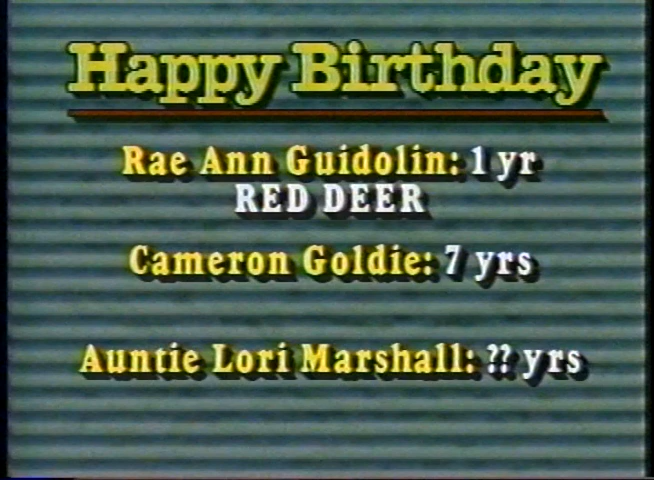 Happy Birthday
Rae Ann Guidolin: 1 yr
RED DEER
Cameron Goldie: 7 yrs
Auntie Lori Marshall: ?? yrs